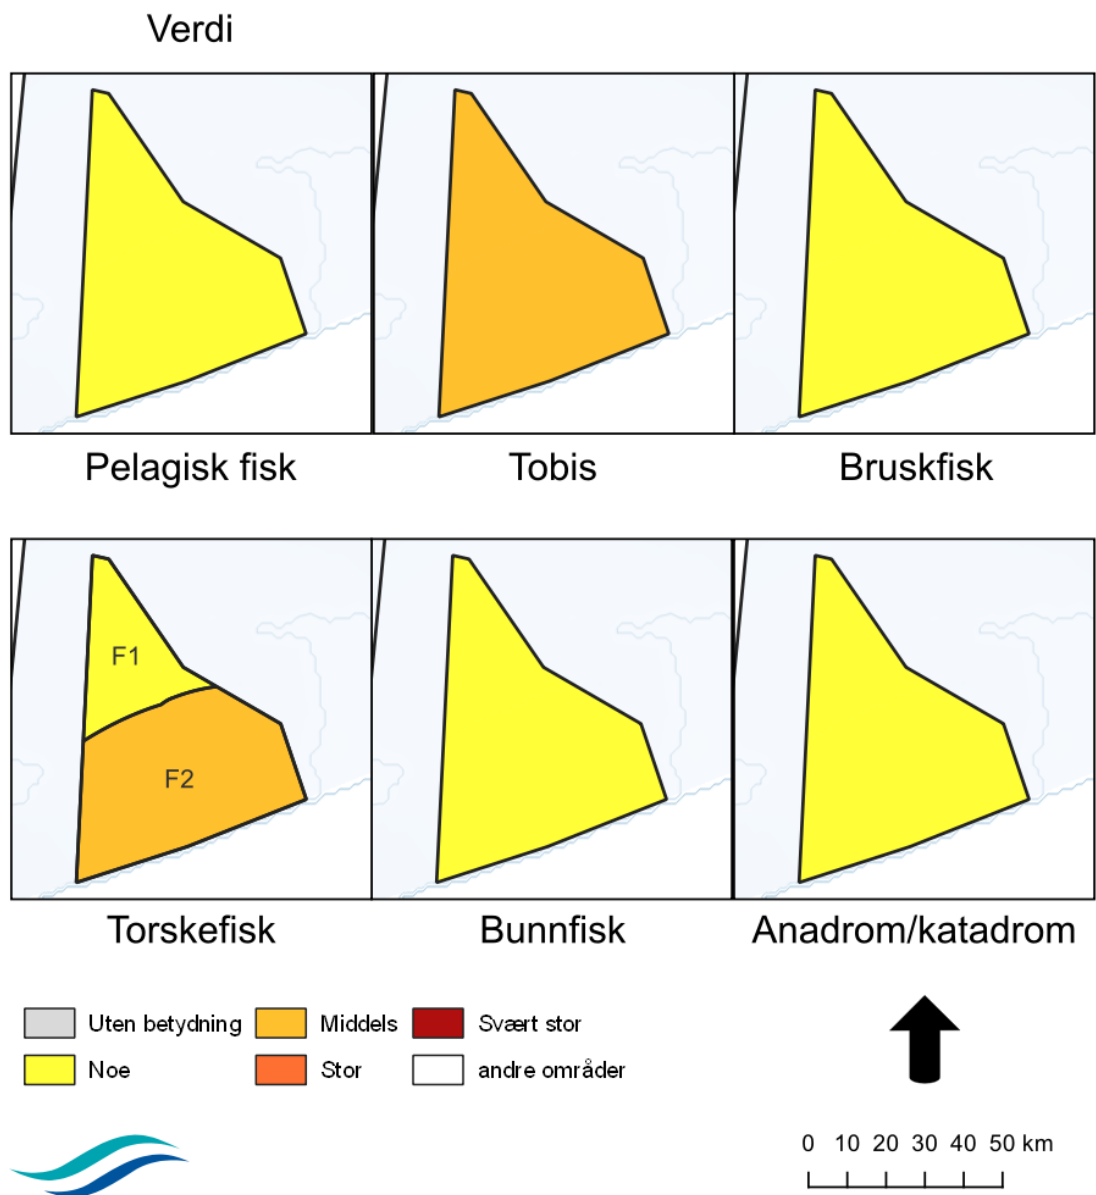 Verdi
Pelagisk fisk
Tobis
Bruskfisk
F1
F2
Torskefisk
Bunnfisk
Anadrom/katadrom
Uten betydning
Middels
Svært stor
Noe
Stor
andre områder
0 10 20 30 40 50 km